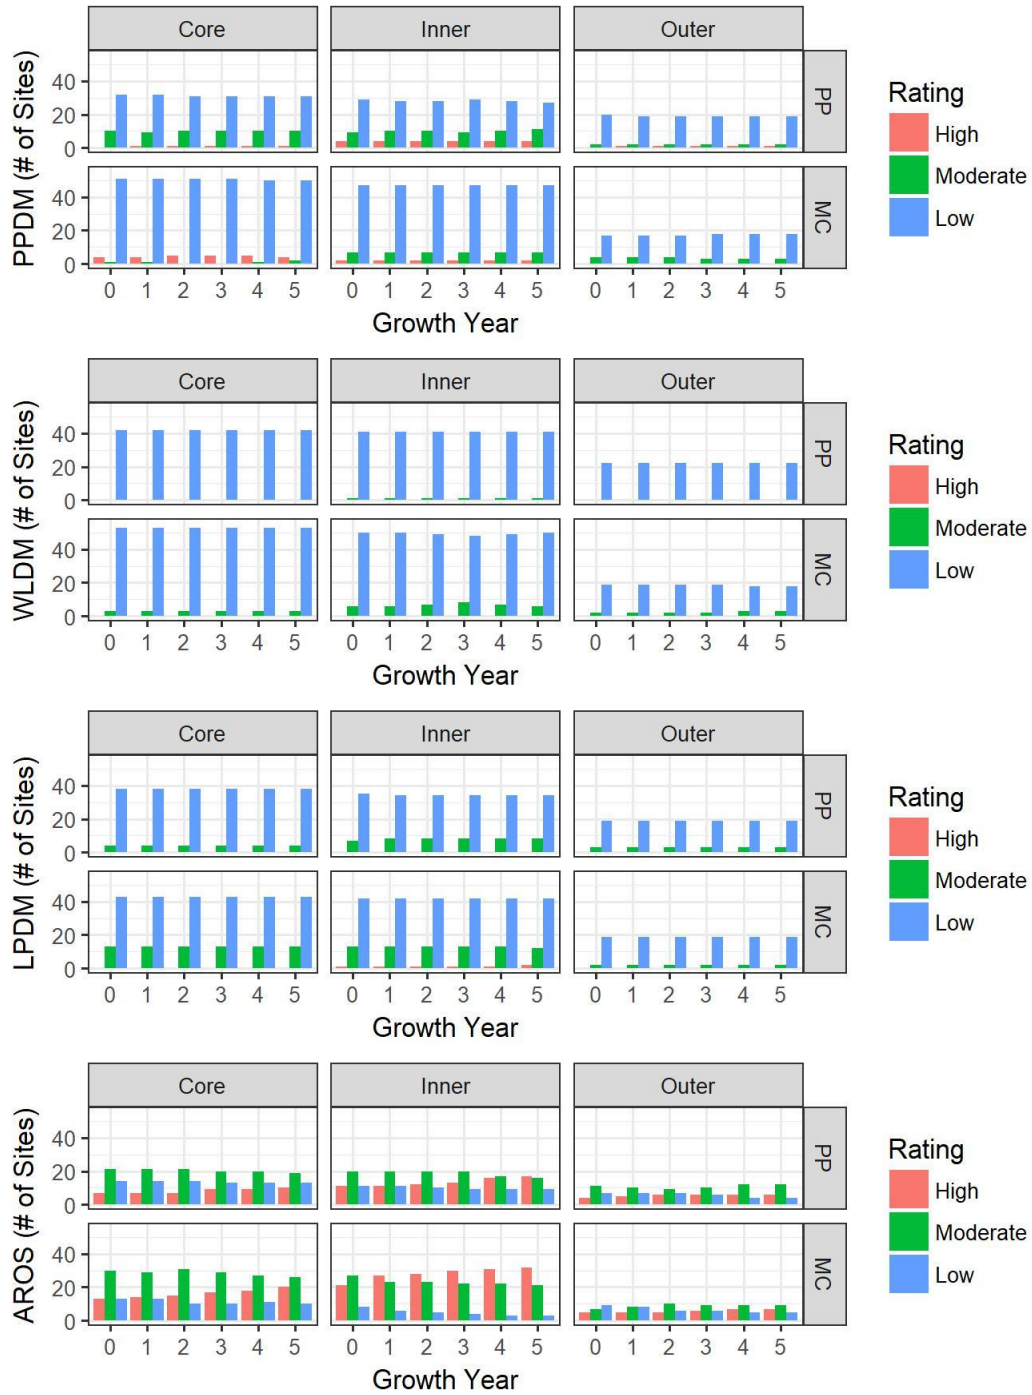 Core Inner Outer
PPDM (# of Sites)
40
20
0
PP
40
20
0
MC
0 1 2 3 4 5 0 1 2 3 4 5 0 1 2 3 4 5
Growth Year
Rating
High
Moderate
Low
Core Inner Outer
WLDM (# of Sites)
40
20
0
PP
40
20
0
MC
0 1 2 3 4 5 0 1 2 3 4 5 0 1 2 3 4 5
Growth Year
Rating
High
Moderate
Low
Core Inner Outer
LPDM (# of Sites)
40
20
0
PP
40
20
0
MC
0 1 2 3 4 5 0 1 2 3 4 5 0 1 2 3 4 5
Growth Year
Rating
High
Moderate
Low
Core Inner Outer
AROS (# of Sites)
40
20
0
PP
40
20
0
MC
0 1 2 3 4 5 0 1 2 3 4 5 0 1 2 3 4 5
Growth Year
Rating
High
Moderate
Low